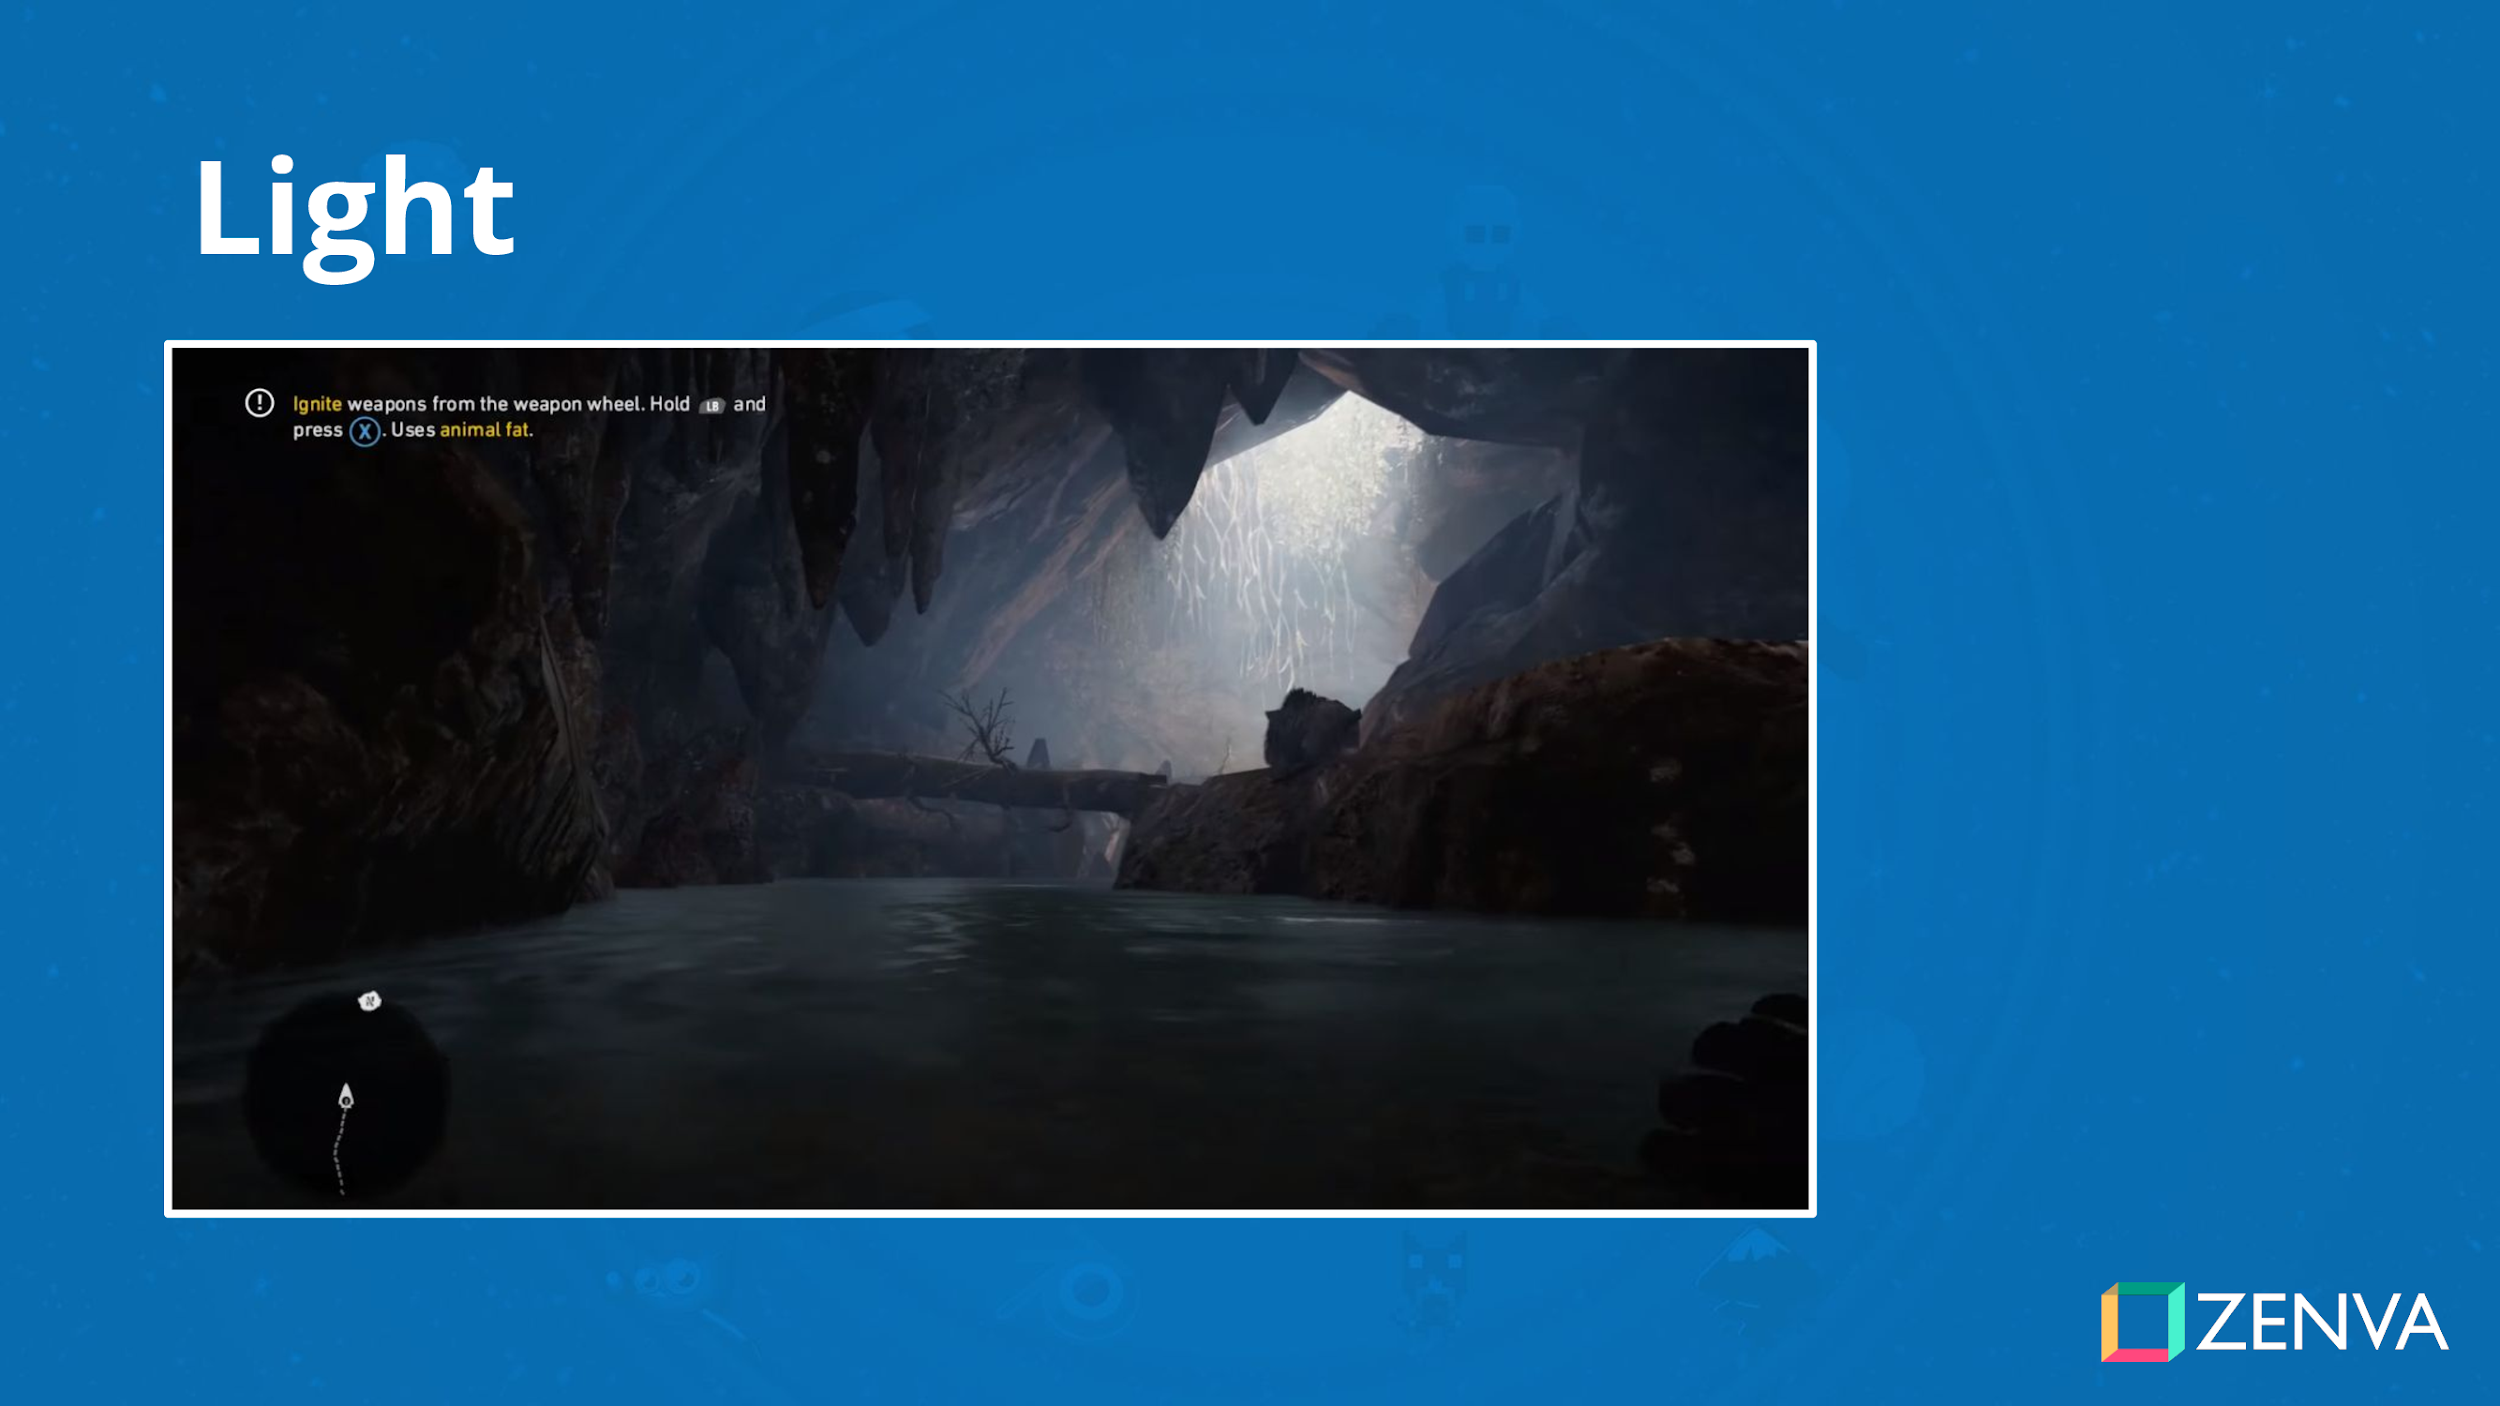 Light
Ignite weapons from the weapon wheel. Hold LB and
press X. Uses animal fat.
N
ZENVA